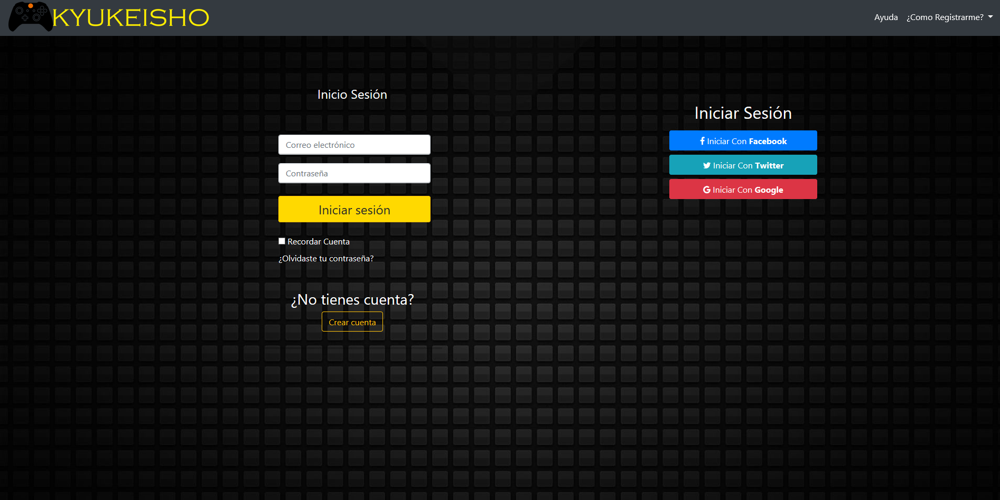 KYUKEISHO
Ayuda
¿Como Registrarme?
Inicio Sesión
Correo electrónico
Contraseña
Iniciar sesión
Recordar Cuenta
¿Olvidaste tu contraseña?
¿No tienes cuenta?
Crear cuenta
Iniciar Sesión
Iniciar Con Facebook
Iniciar Con Twitter
Iniciar Con Google